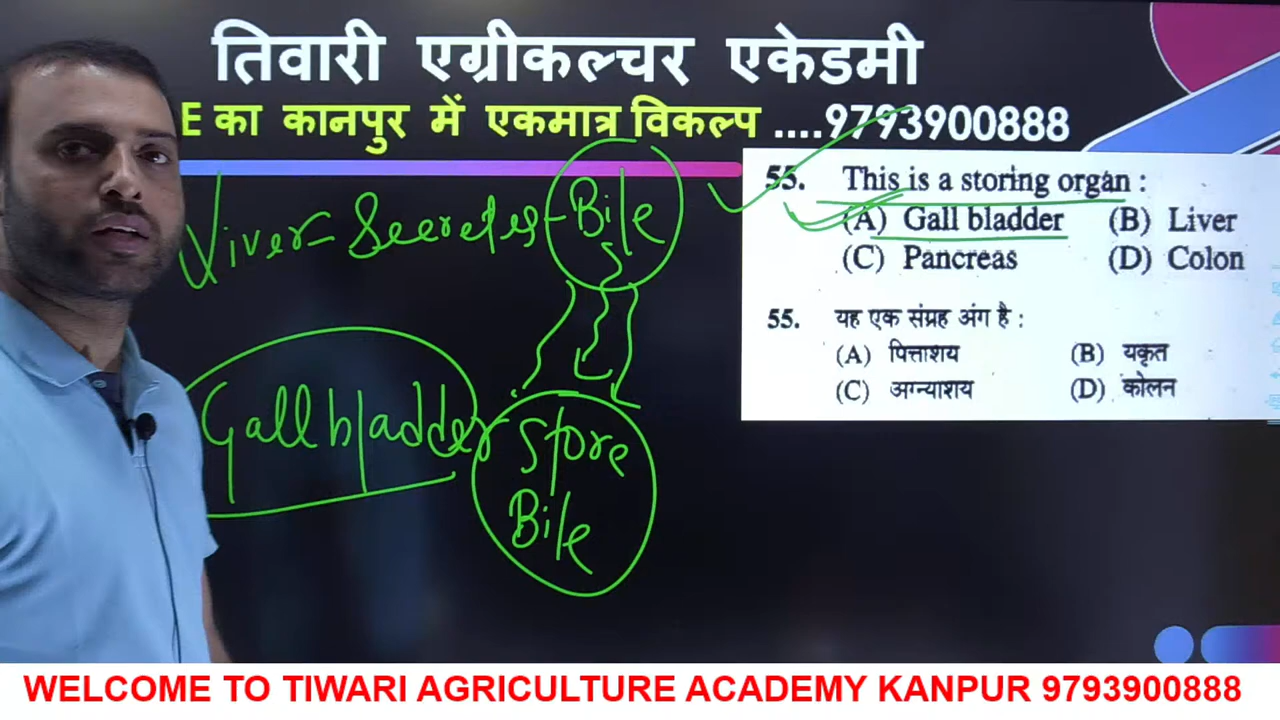 तिवारी एग्रीकल्चर एकेडमी
E का कानपुर में एकमात्र विकल्प ....9793900888
55. This is a storing organ :
(A) Gall bladder (B) Liver
(C) Pancreas (D) Colon
55. यह एक संग्रह अंग है :
(A) पित्ताशय (B) यकृत
(C) अग्न्याशय (D) कोलन
Liver - Secretes - Bile
Gall bladder Store
Bile
WELCOME TO TIWARI AGRICULTURE ACADEMY KANPUR 9793900888